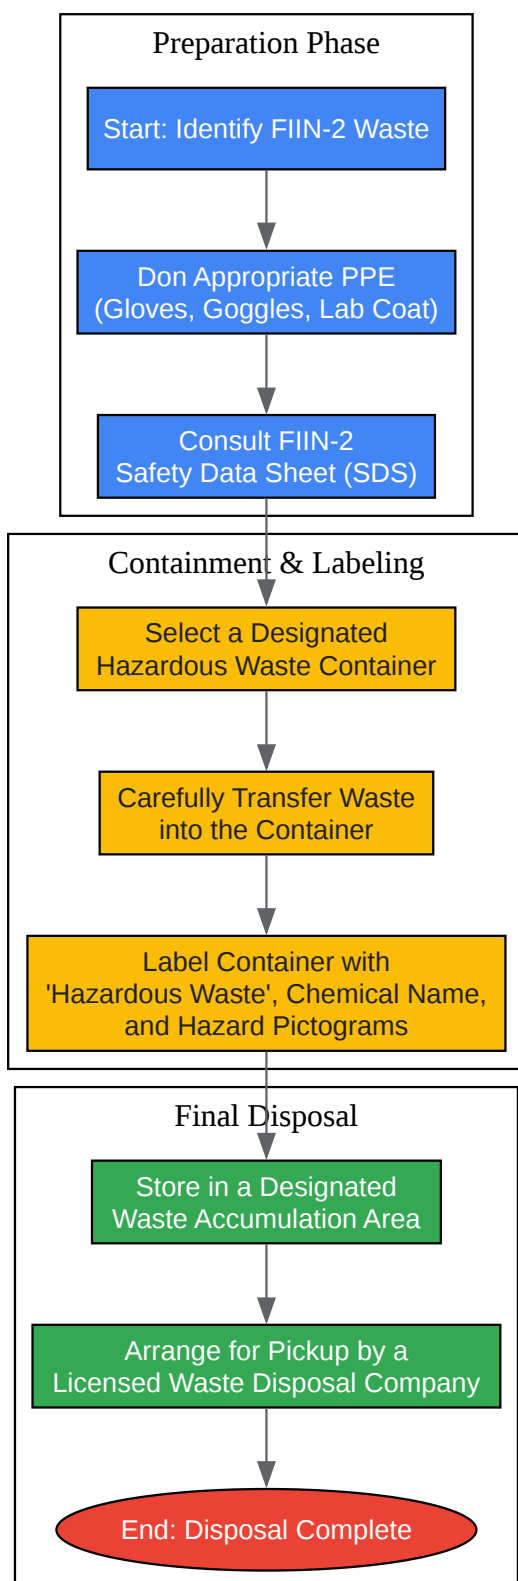 Preparation Phase
Start: Identify FIIN-2 Waste
Don Appropriate PPE
(Gloves, Goggles, Lab Coat)
Consult FIIN-2
Safety Data Sheet (SDS)
Containment & Labeling
Select a Designated
Hazardous Waste Container
Carefully Transfer Waste
into the Container
Label Container with
'Hazardous Waste', Chemical Name,
and Hazard Pictograms
Final Disposal
Store in a Designated
Waste Accumulation Area
Arrange for Pickup by a
Licensed Waste Disposal Company
End: Disposal Complete